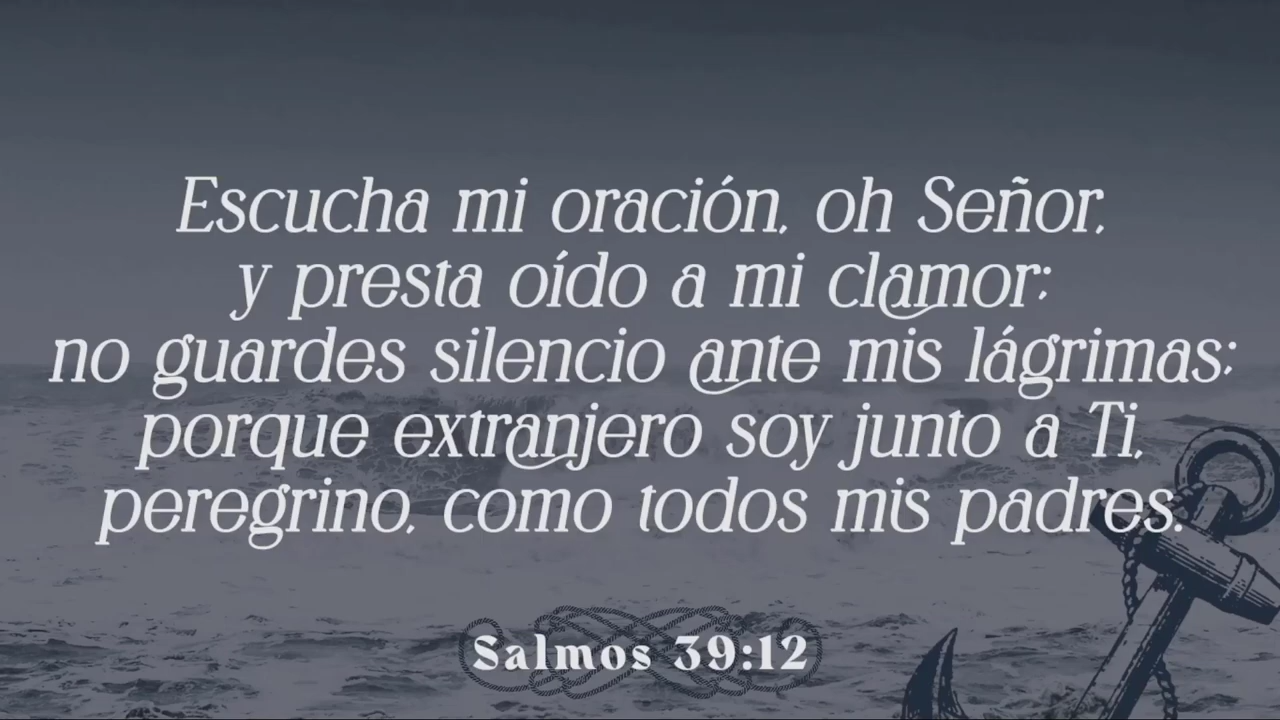 Escucha mi oración, oh Señor,
y presta oído a mi clamor;
no guardes silencio ante mis lágrimas;
porque extranjero soy junto a Ti,
peregrino, como todos mis padres.
Salmos 39:12